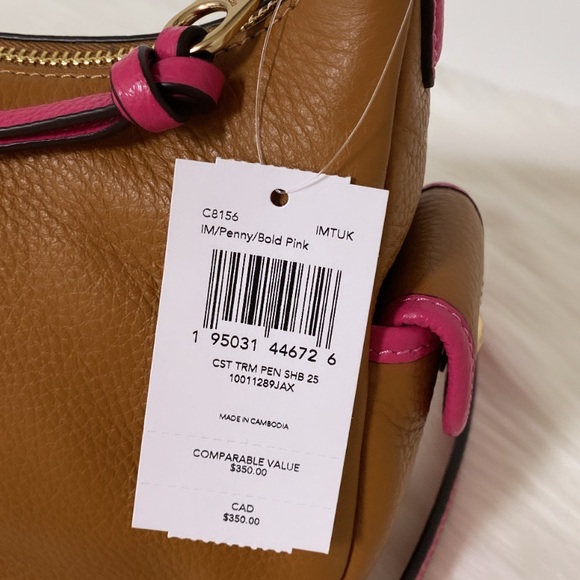 C8156 IMTUK
IM/Penny/Bold Pink
1 95031 44672 6
CST TRM PEN SHB 25
10011289JAX
MADE IN CAMBODIA
COMPARABLE VALUE
$350.00
CAD
$350.00